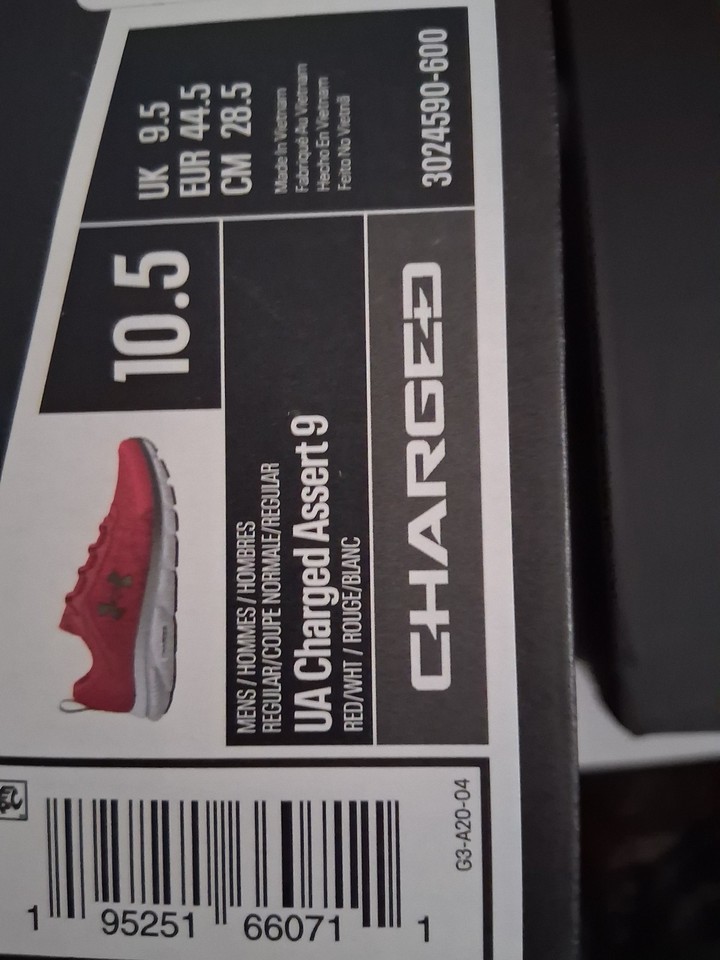 10.5
UK 9.5
EUR 44.5
CM 28.5
Made In Vietnam
Fabriqué Au Vietnam
Hecho En Vietnam
Feito No Vietnã
MENS / HOMMES / HOMBRES
REGULAR/COUPE NORMALE/REGULAR
UA Charged Assert 9
RED/WHT / ROUGE/BLANC
CHARGED
3024590-600
1 95251 66071 1
G3-A20-04